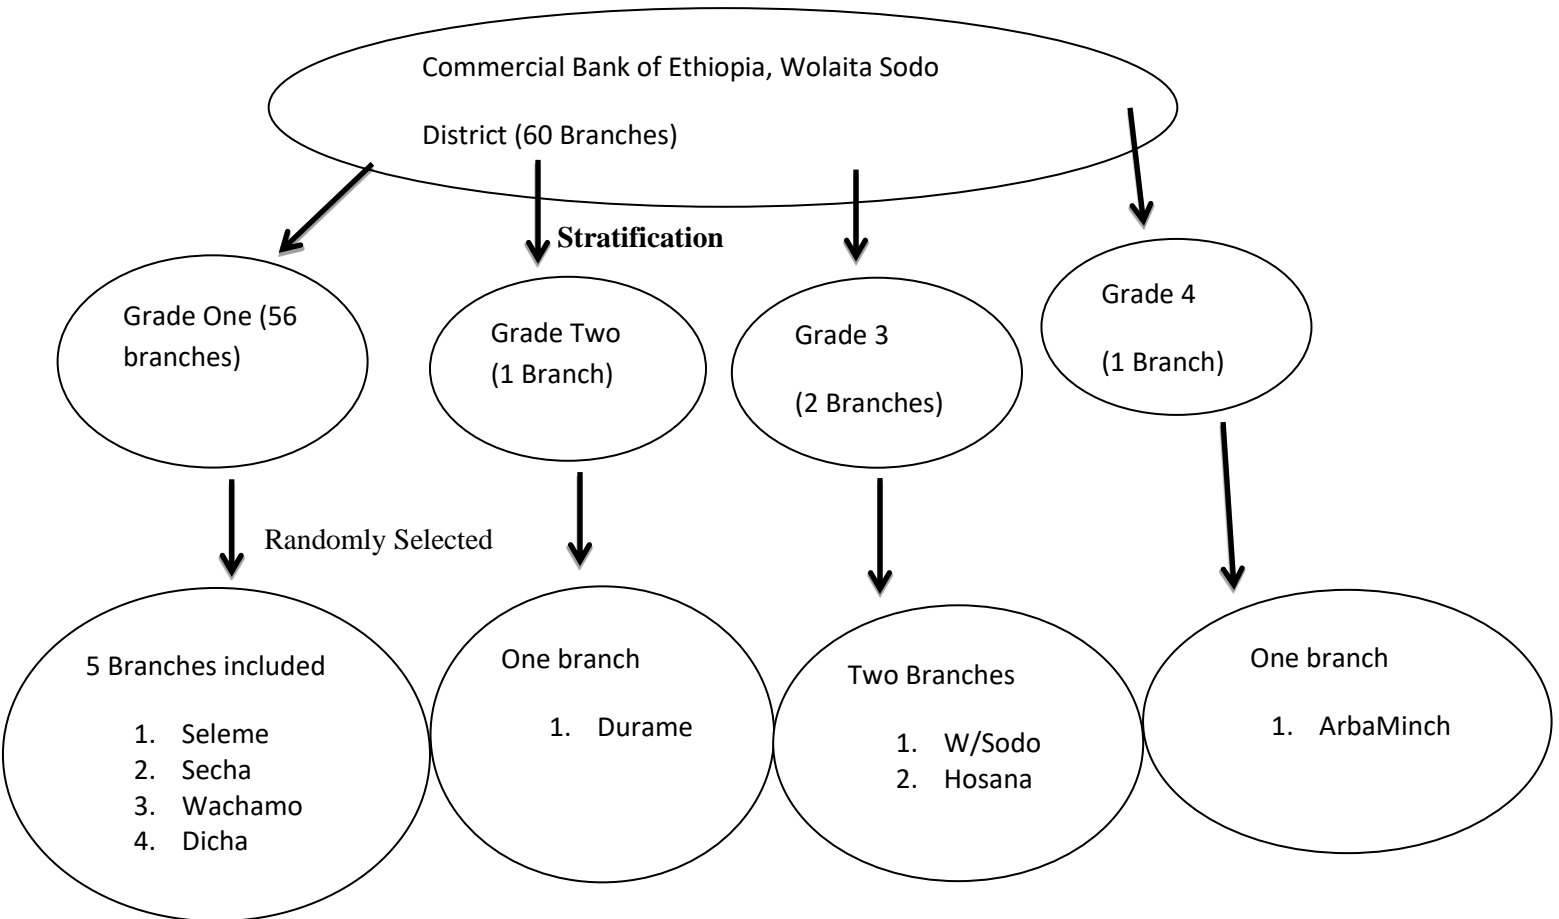 Commercial Bank of Ethiopia, Wolaita Sodo
District (60 Branches)
Stratification
Grade One (56
branches)
Grade Two
(1 Branch)
Grade 3
(2 Branches)
Grade 4
(1 Branch)
Randomly Selected
5 Branches included
1. Seleme
2. Secha
3. Wachamo
4. Dicha
One branch
1. Durame
Two Branches
1. W/Sodo
2. Hosana
One branch
1. ArbaMinch